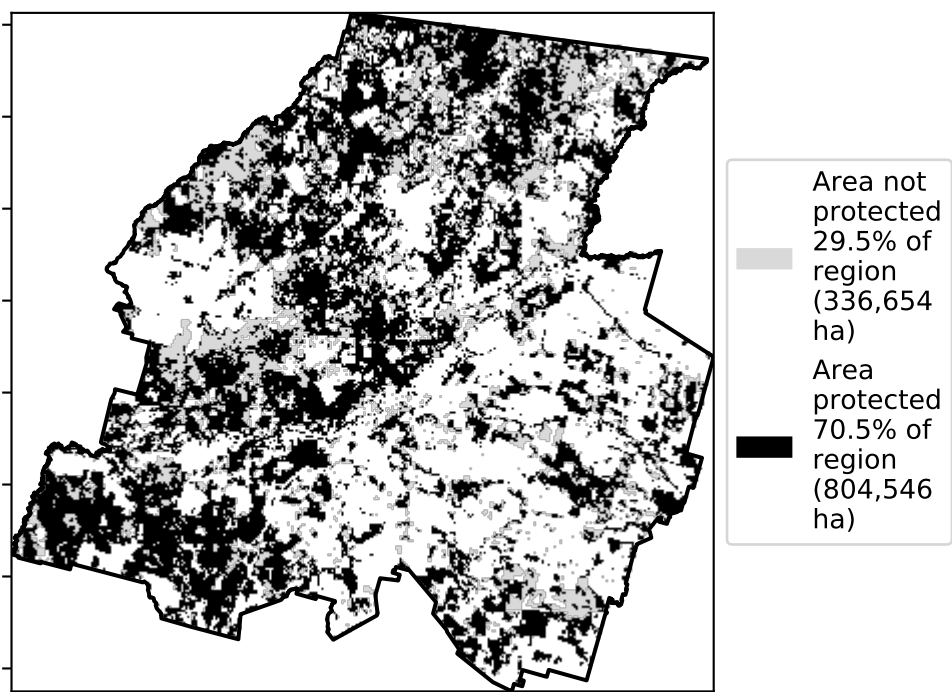 Area not
protected
29.5% of
region
(336,654
ha)
Area
protected
70.5% of
region
(804,546
ha)